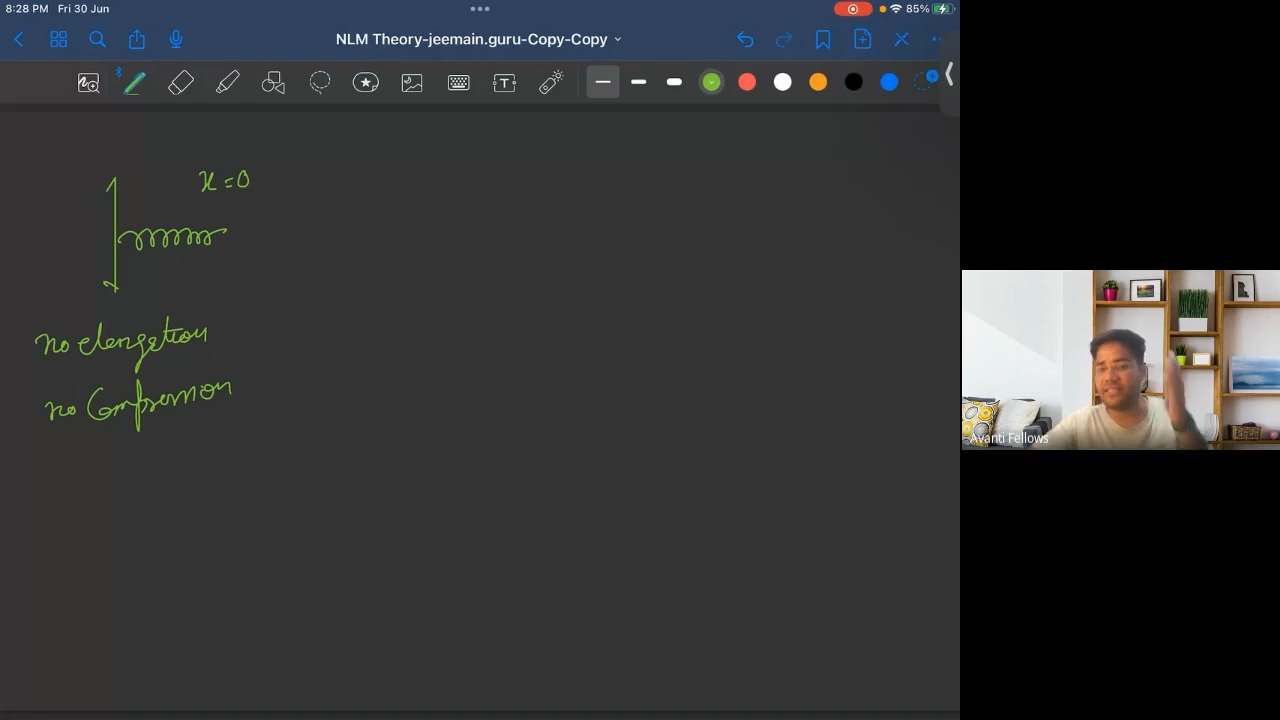 8:28 PM Fri 30 Jun
85%
NLM Theory-jeemain.guru-Copy-Copy
T
x = 0
no elongation
no Compression
Avanti Fellows